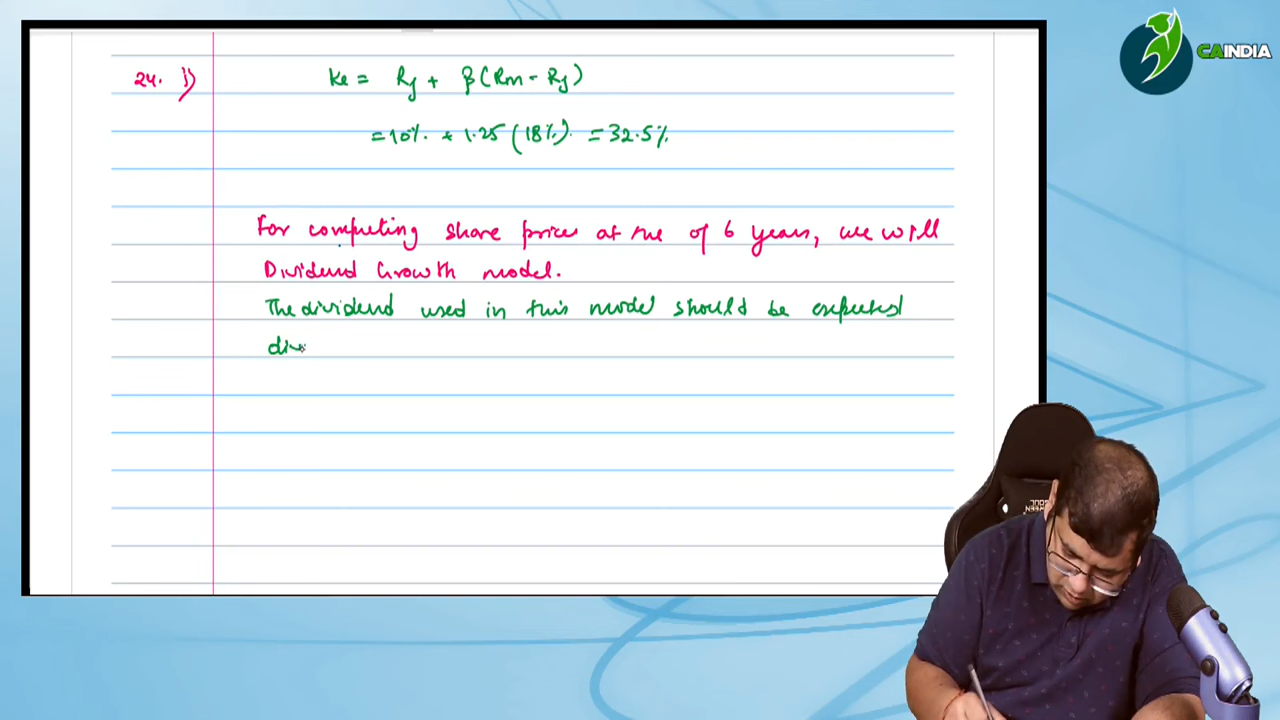 CAINDIA
24. i) Ke = Rf + β(Rm - Rf)
= 10% + 1.25 (18%) = 32.5%
For computing share price at the of 6 years, we will
Dividend Growth model.
The dividend used in this model should be expected
div